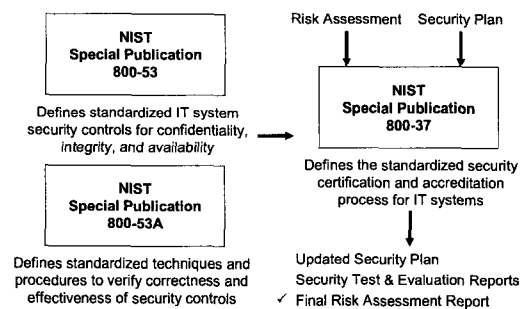 NIST
Special Publication
800-53
Defines standardized IT system
security controls for confidentiality,
integrity, and availability
NIST
Special Publication
800-53A
Defines standardized techniques and
procedures to verify correctness and
effectiveness of security controls
Risk Assessment
Security Plan
NIST
Special Publication
800-37
Defines the standardized security
certification and accreditation
process for IT systems
Updated Security Plan
Security Test & Evaluation Reports
✓ Final Risk Assessment Report